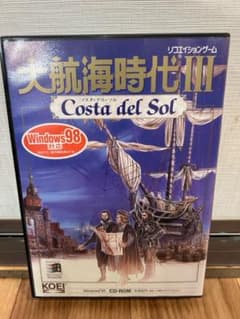 リコエイションゲーム
大航海時代III
コスタ・デル・ソル
Costa del Sol
Windows98
対応
KOEI
CD-ROM